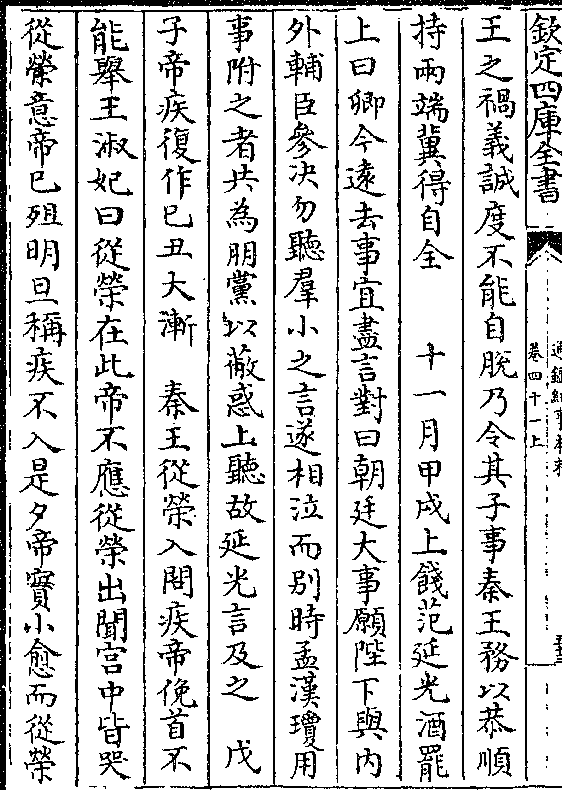 欽定四庫全書
通鑑紀事本末
卷四十一上
王之禍義誠度不能自脫乃令其子事秦王務以恭順
持兩端冀得自全　十一月甲戌上餞范延光酒罷
上曰卿今遠去事宜盡言對曰朝廷大事願陛下與内
外輔臣參決勿聽羣小之言遂相泣而别時孟漢瓊用
事附之者共為朋黨以蔽惑上聽故延光言及之　戊
子帝疾復作己丑大漸　秦王從榮入問疾帝俛首不
能舉王淑妃曰從榮在此帝不應從榮出聞宫中皆哭
從榮意帝已殂明旦稱疾不入是夕帝實小愈而從榮